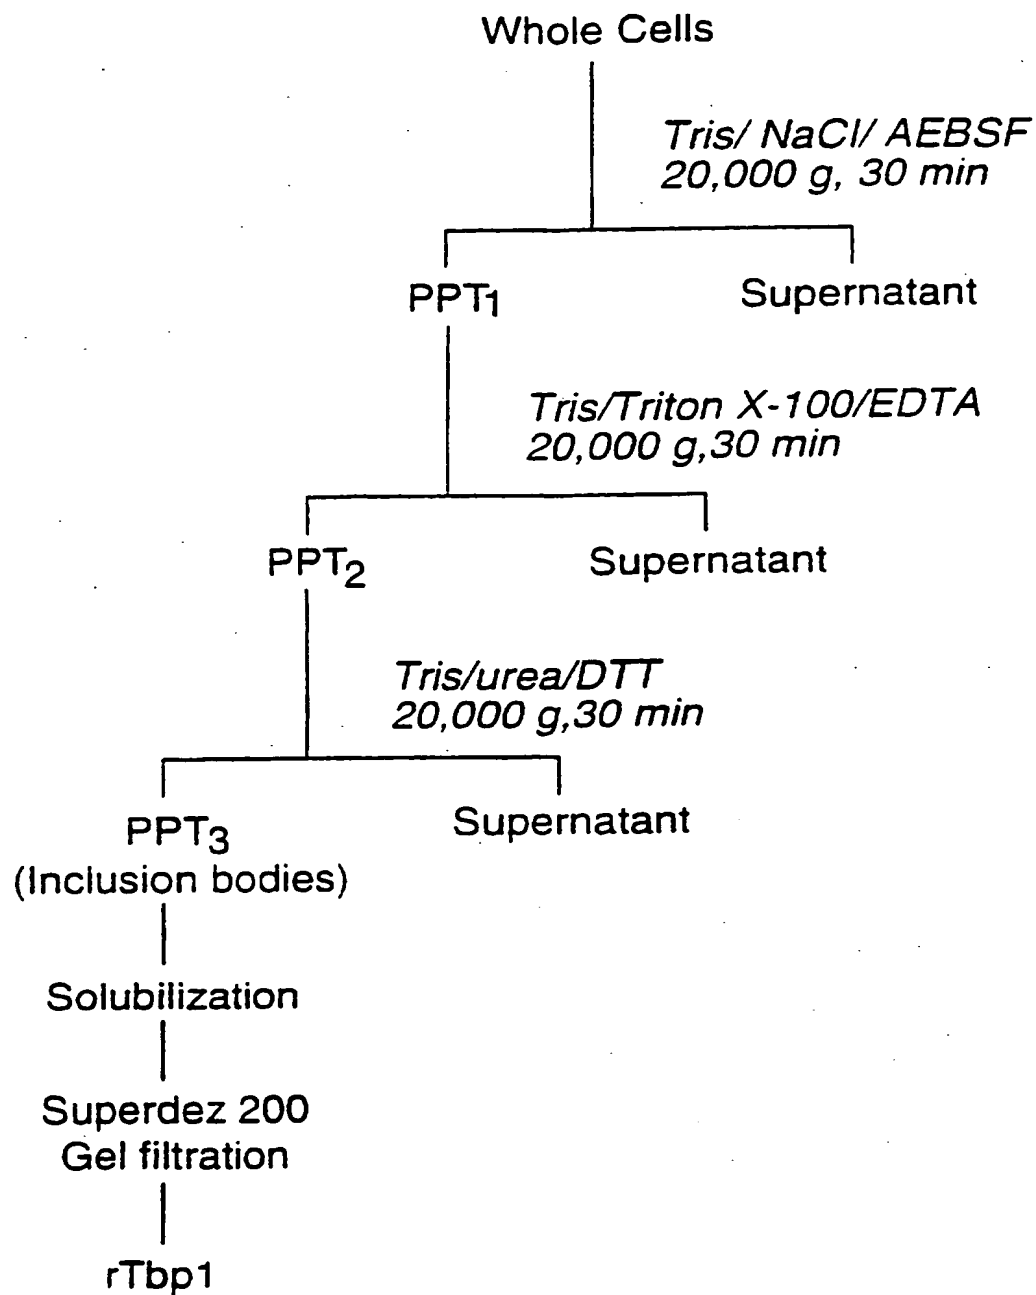 Whole Cells
Tris/ NaCl/ AEBSF
20,000 g, 30 min
PPT1
Supernatant
Tris/Triton X-100/EDTA
20,000 g,30 min
PPT2
Supernatant
Tris/urea/DTT
20,000 g,30 min
PPT3
(Inclusion bodies)
Supernatant
Solubilization
Superdez 200
Gel filtration
rTbp1